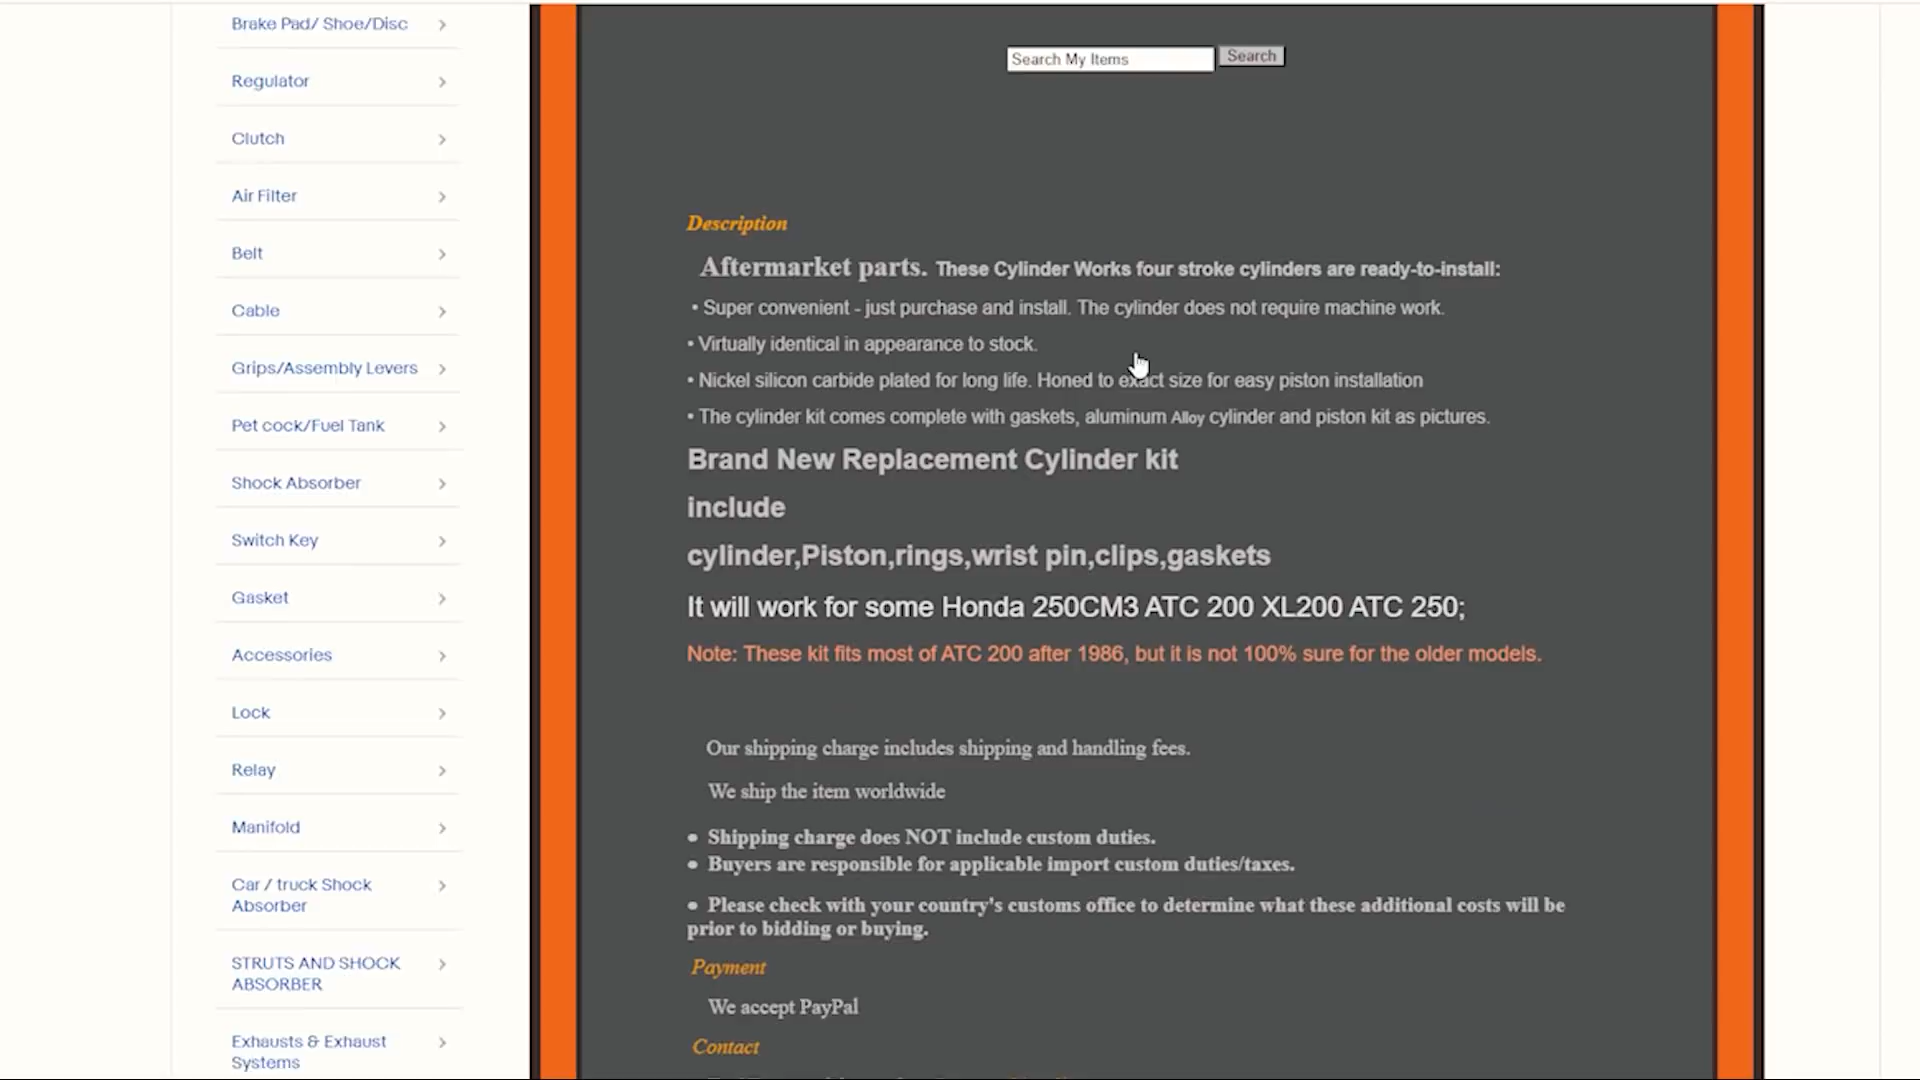 Brake Pad/ Shoe/Disc
Regulator
Clutch
Air Filter
Belt
Cable
Grips/Assembly Levers
Pet cock/Fuel Tank
Shock Absorber
Switch Key
Gasket
Accessories
Lock
Relay
Manifold
Car / truck Shock
Absorber
STRUTS AND SHOCK
ABSORBER
Exhausts & Exhaust
Systems
Search My Items
Search
Description
Aftermarket parts. These Cylinder Works four stroke cylinders are ready-to-install:
• Super convenient - just purchase and install. The cylinder does not require machine work.
• Virtually identical in appearance to stock.
• Nickel silicon carbide plated for long life. Honed to exact size for easy piston installation
• The cylinder kit comes complete with gaskets, aluminum Alloy cylinder and piston kit as pictures.
Brand New Replacement Cylinder kit
include
cylinder,Piston,rings,wrist pin,clips,gaskets
It will work for some Honda 250CM3 ATC 200 XL200 ATC 250;
Note: These kit fits most of ATC 200 after 1986, but it is not 100% sure for the older models.
Our shipping charge includes shipping and handling fees.
We ship the item worldwide
• Shipping charge does NOT include custom duties.
• Buyers are responsible for applicable import custom duties/taxes.
• Please check with your country's customs office to determine what these additional costs will be
prior to bidding or buying.
Payment
We accept PayPal
Contact